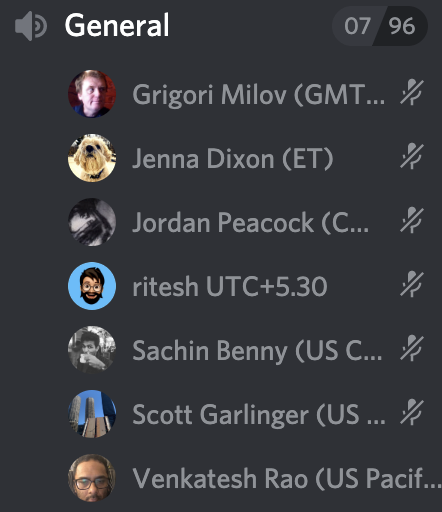 General
07 96
Grigori Milov (GMT...
Jenna Dixon (ET)
Jordan Peacock (C...
ritesh UTC+5.30
Sachin Benny (US C...
Scott Garlinger (US ...
Venkatesh Rao (US Pacif...